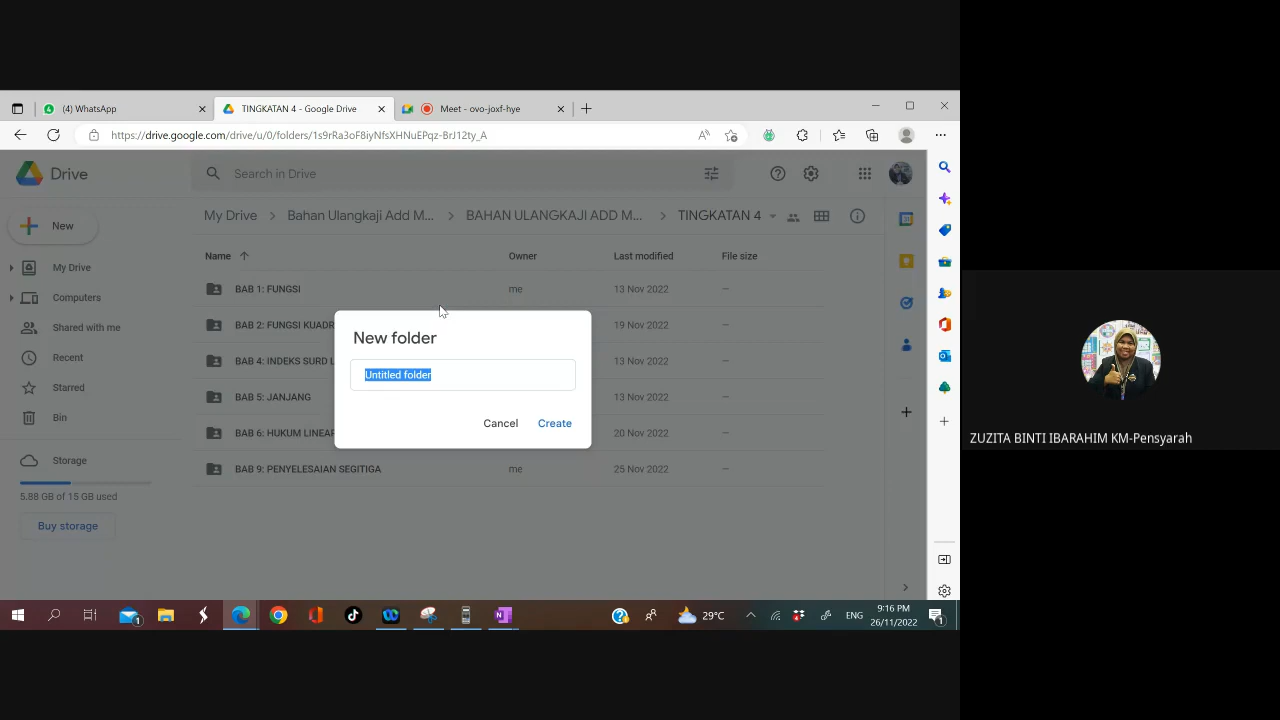 (4) WhatsApp
TINGKATAN 4 - Google Drive
Meet - ovo-joxf-hye
https://drive.google.com/drive/u/0/folders/1s9rRa3oF8iyNfsXHNuEPqz-BrJ12ty_A
Drive
Search in Drive
New
My Drive
Computers
Shared with me
Recent
Starred
Bin
Storage
5.88 GB of 15 GB used
Buy storage
My Drive > Bahan Ulangkaji Add M... > BAHAN ULANGKAJI ADD M... > TINGKATAN 4
Name Owner Last modified File size
BAB 1: FUNGSI me 13 Nov 2022 –
BAB 2: FUNGSI KUADR 19 Nov 2022 –
BAB 4: INDEKS SURD L 13 Nov 2022 –
BAB 5: JANJANG 13 Nov 2022 –
BAB 6: HUKUM LINEAR 20 Nov 2022 –
BAB 9: PENYELESAIAN SEGITIGA me 25 Nov 2022 –
New folder
Untitled folder
Cancel Create
29°C
ENG
9:16 PM
26/11/2022
ZUZITA BINTI IBARAHIM KM-Pensyarah